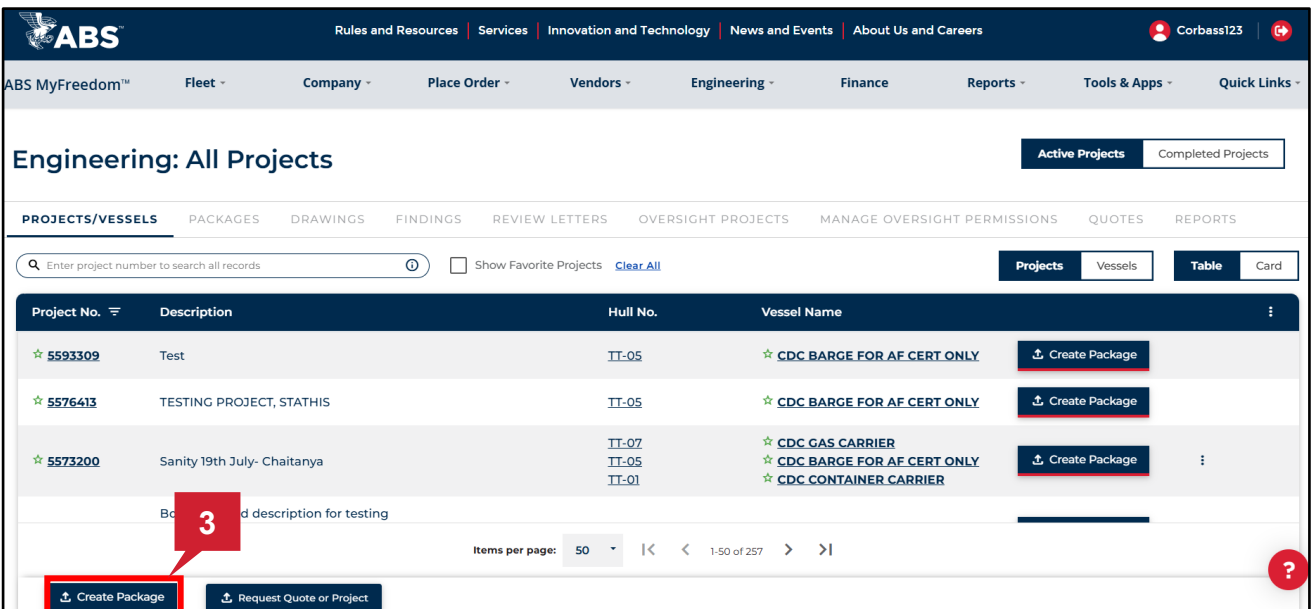 ABS
Rules and Resources | Services | Innovation and Technology | News and Events | About Us and Careers
Corbass123
ABS MyFreedom™ Fleet Company Place Order Vendors Engineering Finance Reports Tools & Apps Quick Links
Engineering: All Projects
Active Projects Completed Projects
PROJECTS/VESSELS PACKAGES DRAWINGS FINDINGS REVIEW LETTERS OVERSIGHT PROJECTS MANAGE OVERSIGHT PERMISSIONS QUOTES REPORTS
Enter project number to search all records Show Favorite Projects Clear All Projects Vessels Table Card
Project No. Description Hull No. Vessel Name
5593309 Test TT-05 CDC BARGE FOR AF CERT ONLY Create Package
5576413 TESTING PROJECT, STATHIS TT-05 CDC BARGE FOR AF CERT ONLY Create Package
TT-07 CDC GAS CARRIER
5573200 Sanity 19th July- Chaitanya TT-05 CDC BARGE FOR AF CERT ONLY Create Package
TT-01 CDC CONTAINER CARRIER
description for testing
3
Items per page: 50 1-50 of 257
?
Create Package Request Quote or Project